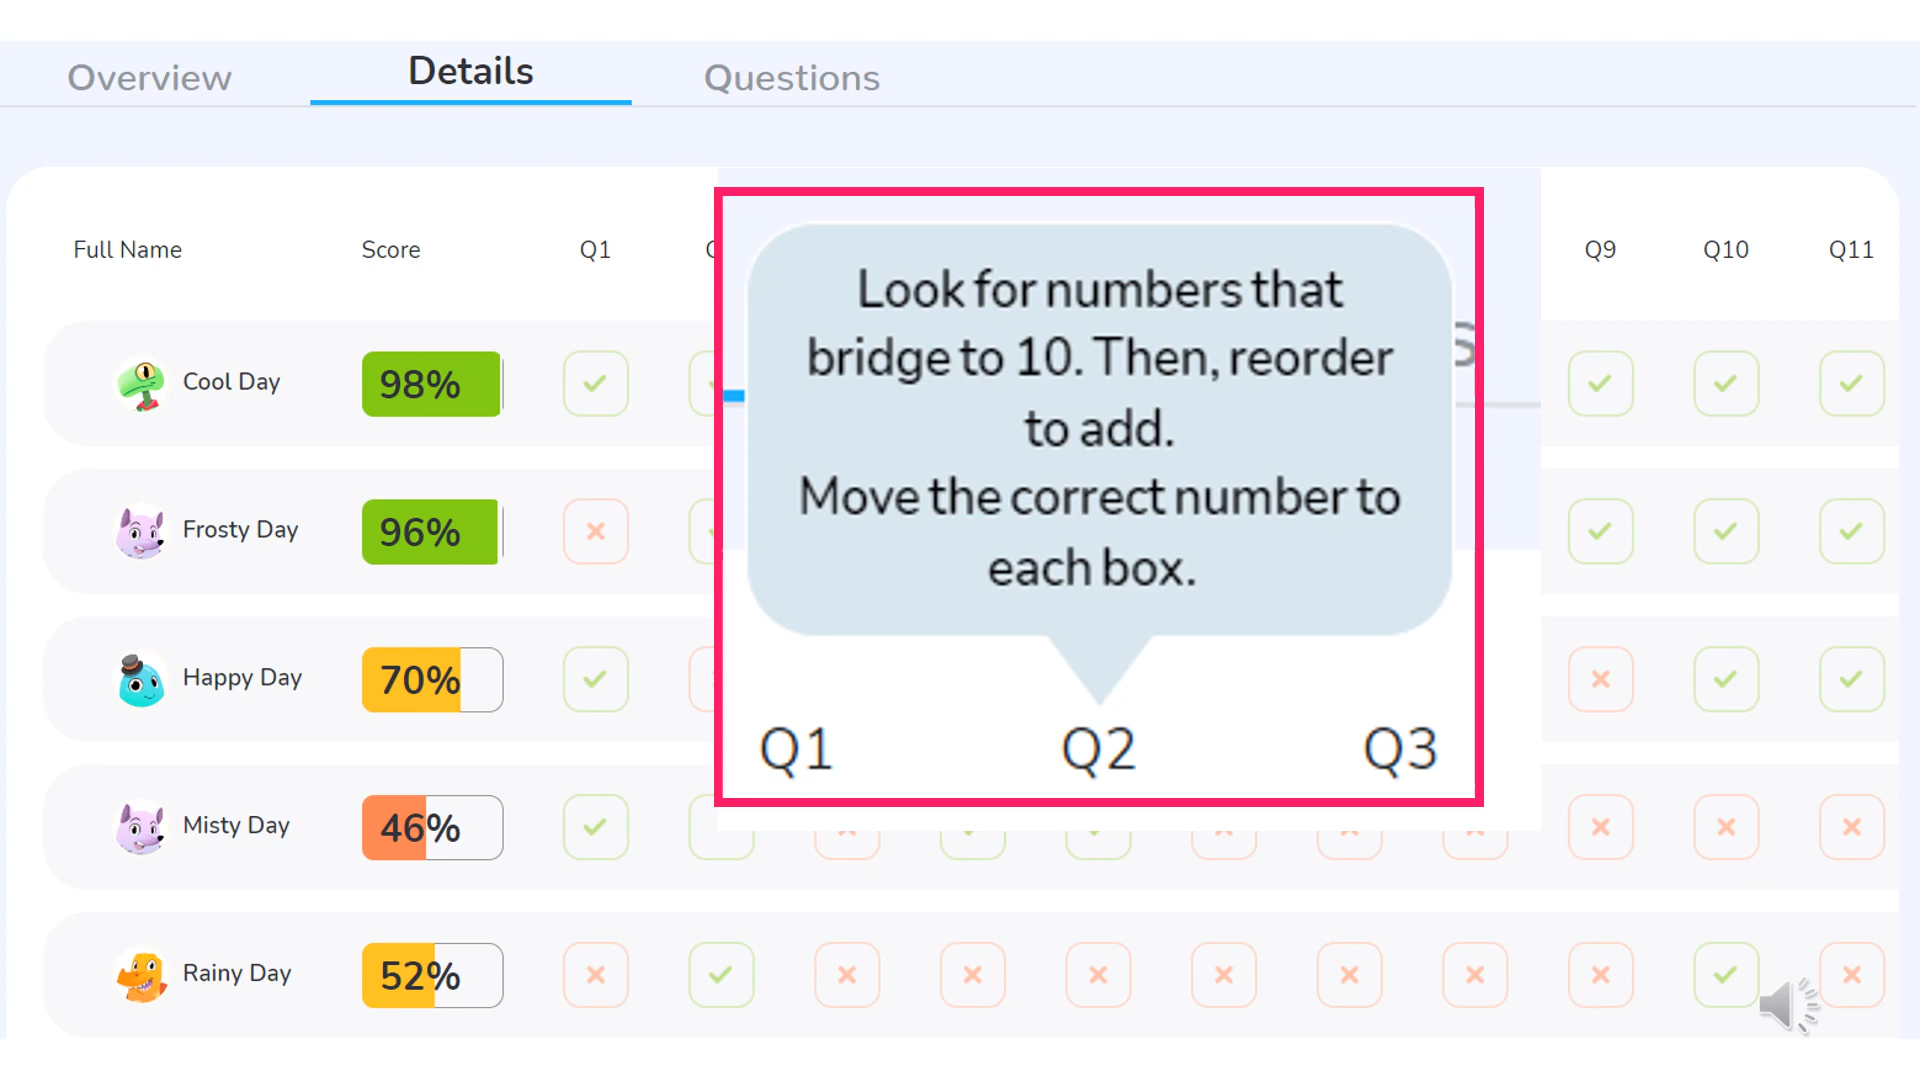 Overview Details Questions
Full Name Score Q1 Q9 Q10 Q11
Look for numbers that
bridge to 10. Then, reorder
to add.
Move the correct number to
each box.
Q1 Q2 Q3
Cool Day 98%
Frosty Day 96%
Happy Day 70%
Misty Day 46%
Rainy Day 52%